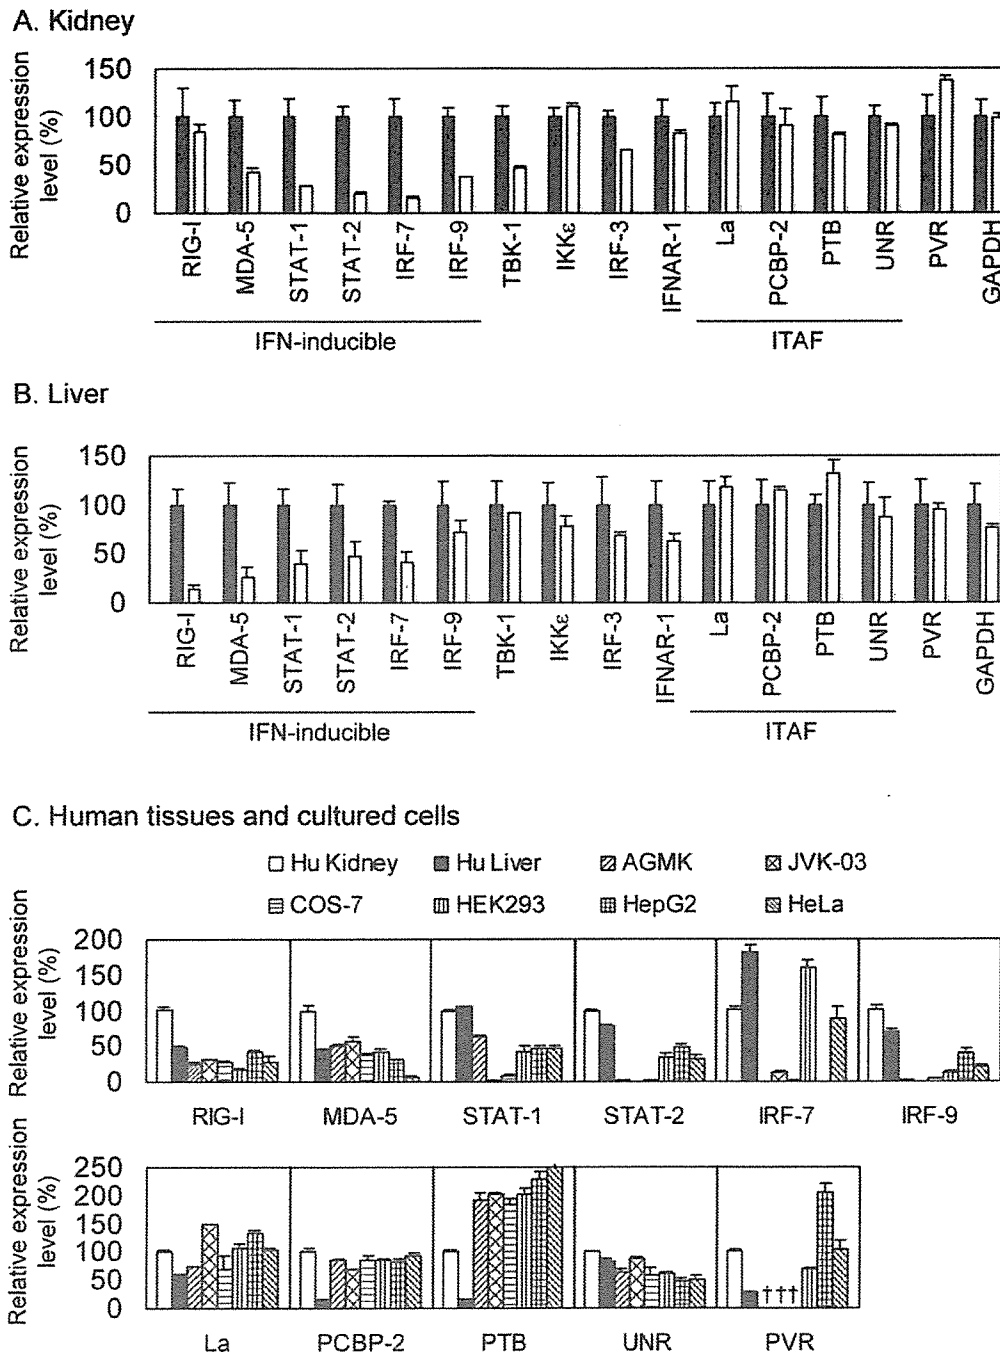 A. Kidney
Relative expression
level (%)
150
100
50
0
RIG-I
MDA-5
STAT-1
STAT-2
IRF-7
IRF-9
TBK-1
IKKε
IRF-3
IFNAR-1
La
PCBP-2
PTB
UNR
PVR
GAPDH
IFN-inducible
ITAF
B. Liver
Relative expression
level (%)
150
100
50
0
RIG-I
MDA-5
STAT-1
STAT-2
IRF-7
IRF-9
TBK-1
IKKε
IRF-3
IFNAR-1
La
PCBP-2
PTB
UNR
PVR
GAPDH
IFN-inducible
ITAF
C. Human tissues and cultured cells
Hu Kidney
Hu Liver
AGMK
JVK-03
COS-7
HEK293
HepG2
HeLa
Relative expression
level (%)
200
150
100
50
0
RIG-I
MDA-5
STAT-1
STAT-2
IRF-7
IRF-9
Relative expression
level (%)
250
200
150
100
50
0
†††
La
PCBP-2
PTB
UNR
PVR